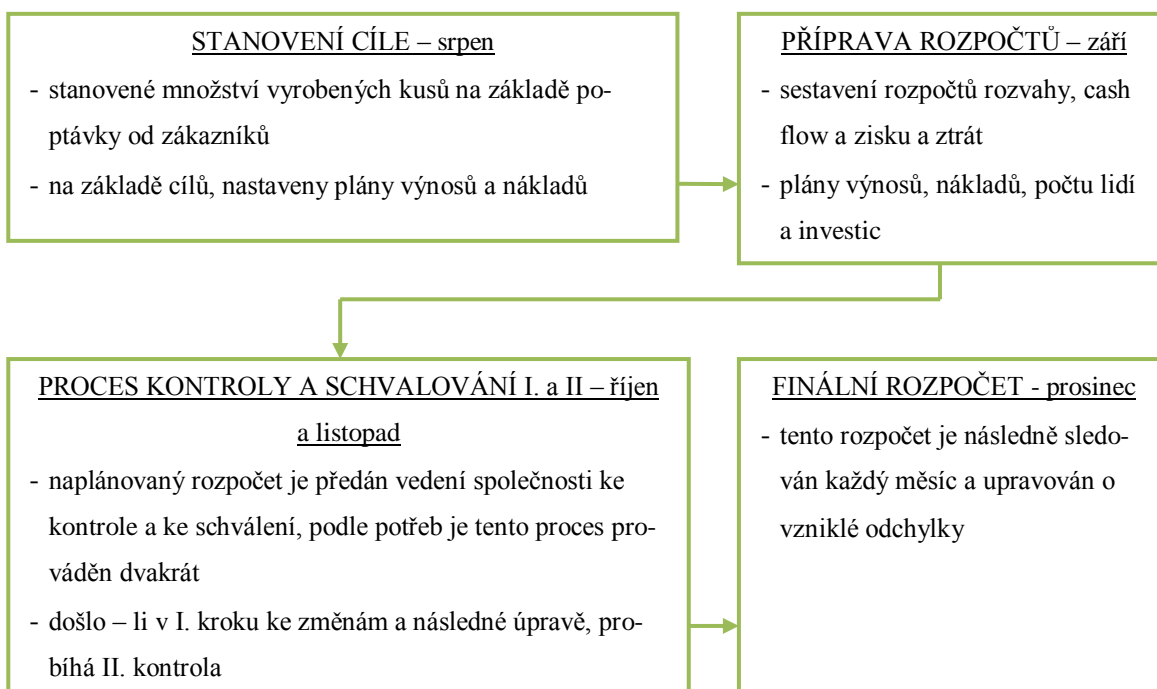 STANOVENÍ CÍLE – srpen
- stanovené množství vyrobených kusů na základě po-
ptávky od zákazníků
- na základě cílů, nastaveny plány výnosů a nákladů
PŘÍPRAVA ROZPOČTŮ – září
- sestavení rozpočtů rozvahy, cash
flow a zisku a ztrát
- plány výnosů, nákladů, počtu lidí
a investic
PROCES KONTROLY A SCHVALOVÁNÍ I. a II – říjen
a listopad
- naplánovaný rozpočet je předán vedení společnosti ke
kontrole a ke schválení, podle potřeb je tento proces pro-
váděn dvakrát
- došlo – li v I. kroku ke změnám a následné úpravě, pro-
bíhá II. kontrola
FINÁLNÍ ROZPOČET - prosinec
- tento rozpočet je následně sledo-
ván každý měsíc a upravován o
vzniklé odchylky